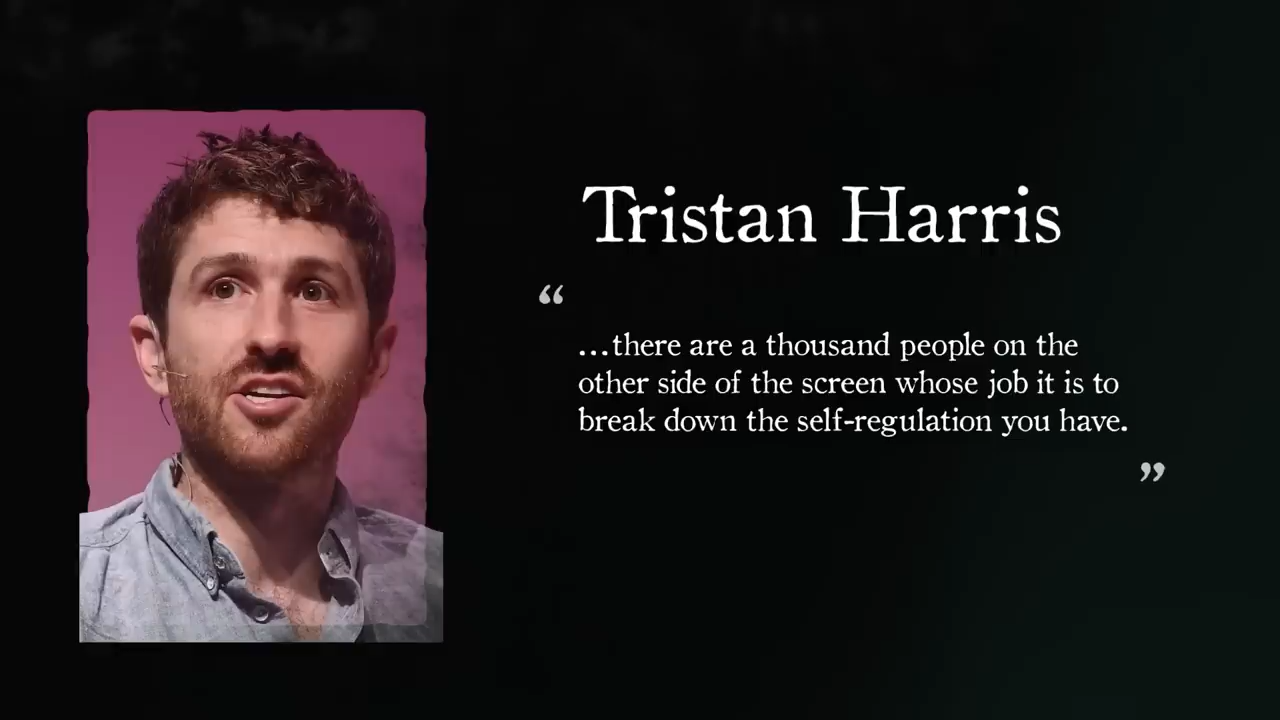 Tristan Harris
“
…there are a thousand people on the
other side of the screen whose job it is to
break down the self-regulation you have.
”